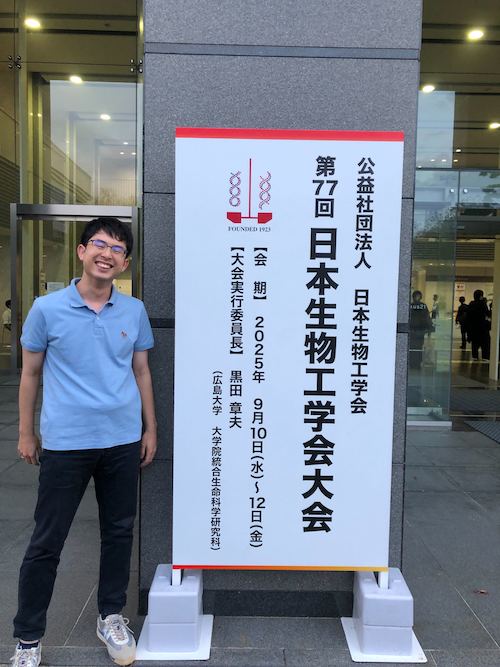 公益社団法人 日本生物工学会
第77回 日本生物工学会大会
FOUNDED 1923
【会 期】 2025年 9月10日(水)〜12日(金)
【大会実行委員長】 黒田 章夫
(広島大学 大学院統合生命科学研究科)